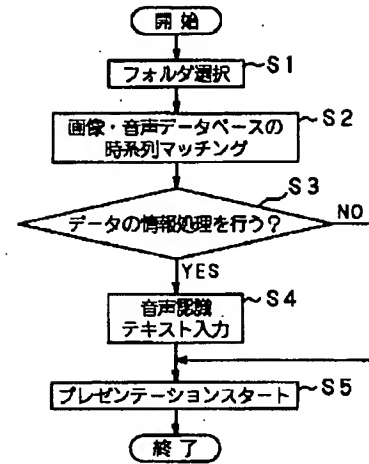 開始
フォルダ選択
S1
画像・音声データベースの
時系列マッチング
S2
S3
データの情報処理を行う?
NO
YES
音声認識
テキスト入力
S4
プレゼンテーションスタート
S5
終了